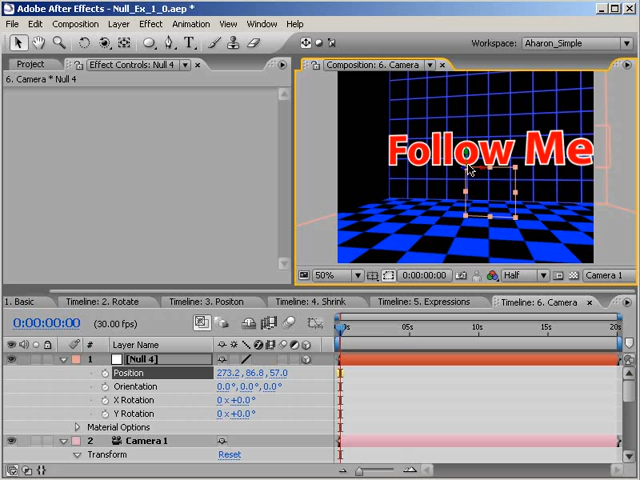 Adobe After Effects - Null_Ex_1_0.aep *
File Edit Composition Layer Effect Animation View Window Help
Workspace: Aharon_Simple
Project Effect Controls: Null 4
Composition: 6. Camera
6. Camera * Null 4
Follow Me
50% 0:00:00:00 Half Camera 1
1. Basic Timeline: 2. Rotate Timeline: 3. Positon Timeline: 4. Shrink Timeline: 5. Expressions Timeline: 6. Camera
0:00:00:00 (30.00 fps)
# Layer Name 05s 10s 15s 20s
1 [Null 4]
Position 273.2, 86.8, 57.0
Orientation 0.0°, 0.0°, 0.0°
X Rotation 0 x+0.0°
Y Rotation 0 x+0.0°
Material Options
2 Camera 1
Transform Reset